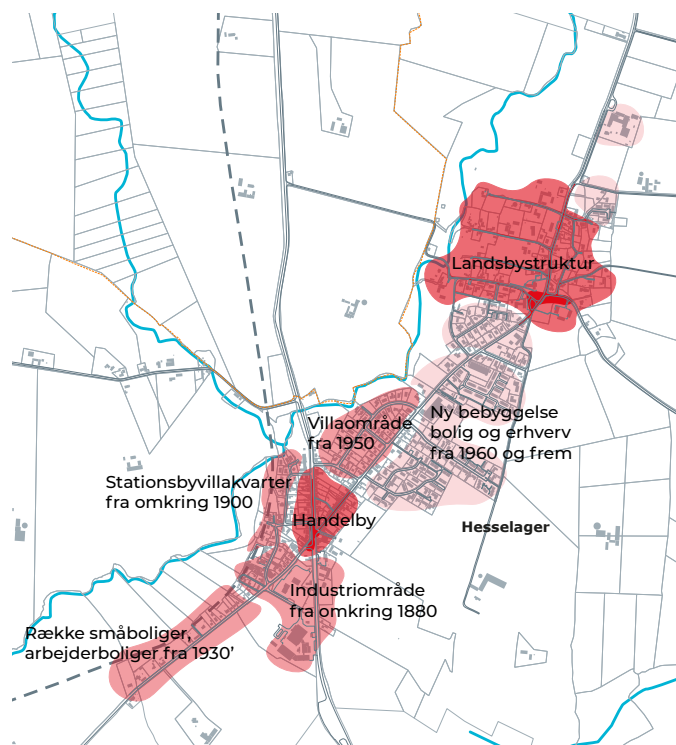 Landsbystruktur
Villaområde
fra 1950
Ny bebyggelse
bolig og erhverv
fra 1960 og frem
Stationsbyvillakvarter
fra omkring 1900
Handelby
Hesselager
Industriområde
fra omkring 1880
Række småboliger,
arbejderboliger fra 1930’